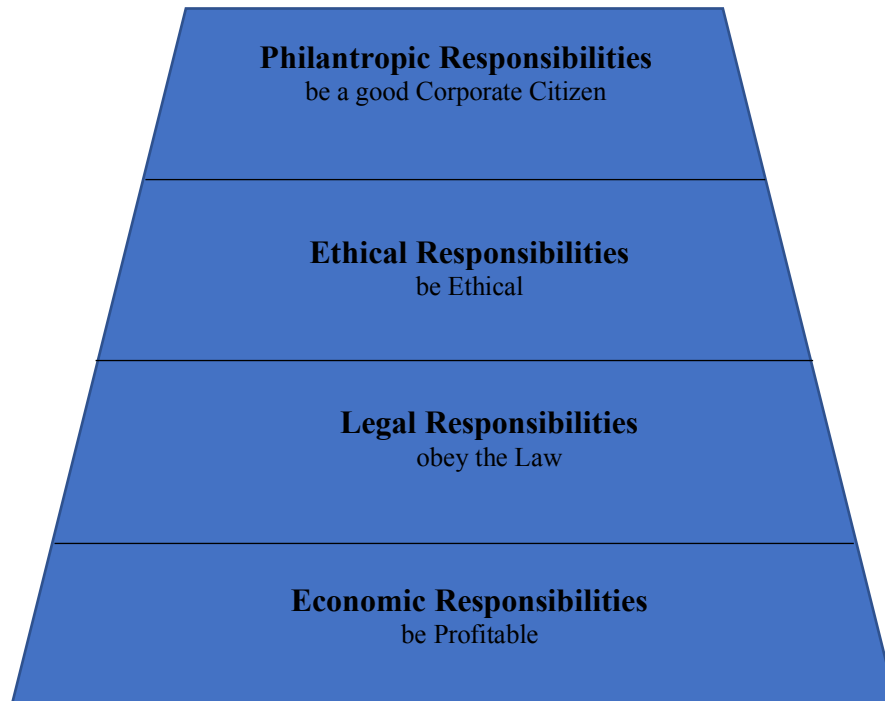 Philantropic Responsibilities
be a good Corporate Citizen
Ethical Responsibilities
be Ethical
Legal Responsibilities
obey the Law
Economic Responsibilities
be Profitable